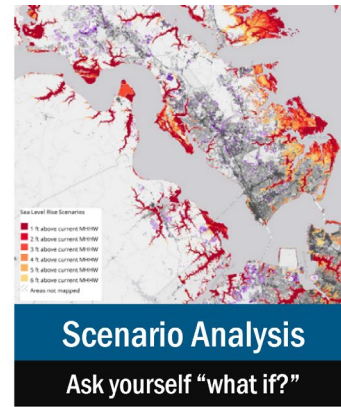 Sea Level Rise Scenarios
1 ft above current MHHW
2 ft above current MHHW
3 ft above current MHHW
4 ft above current MHHW
5 ft above current MHHW
6 ft above current MHHW
Areas not mapped
Scenario Analysis
Ask yourself “what if?”